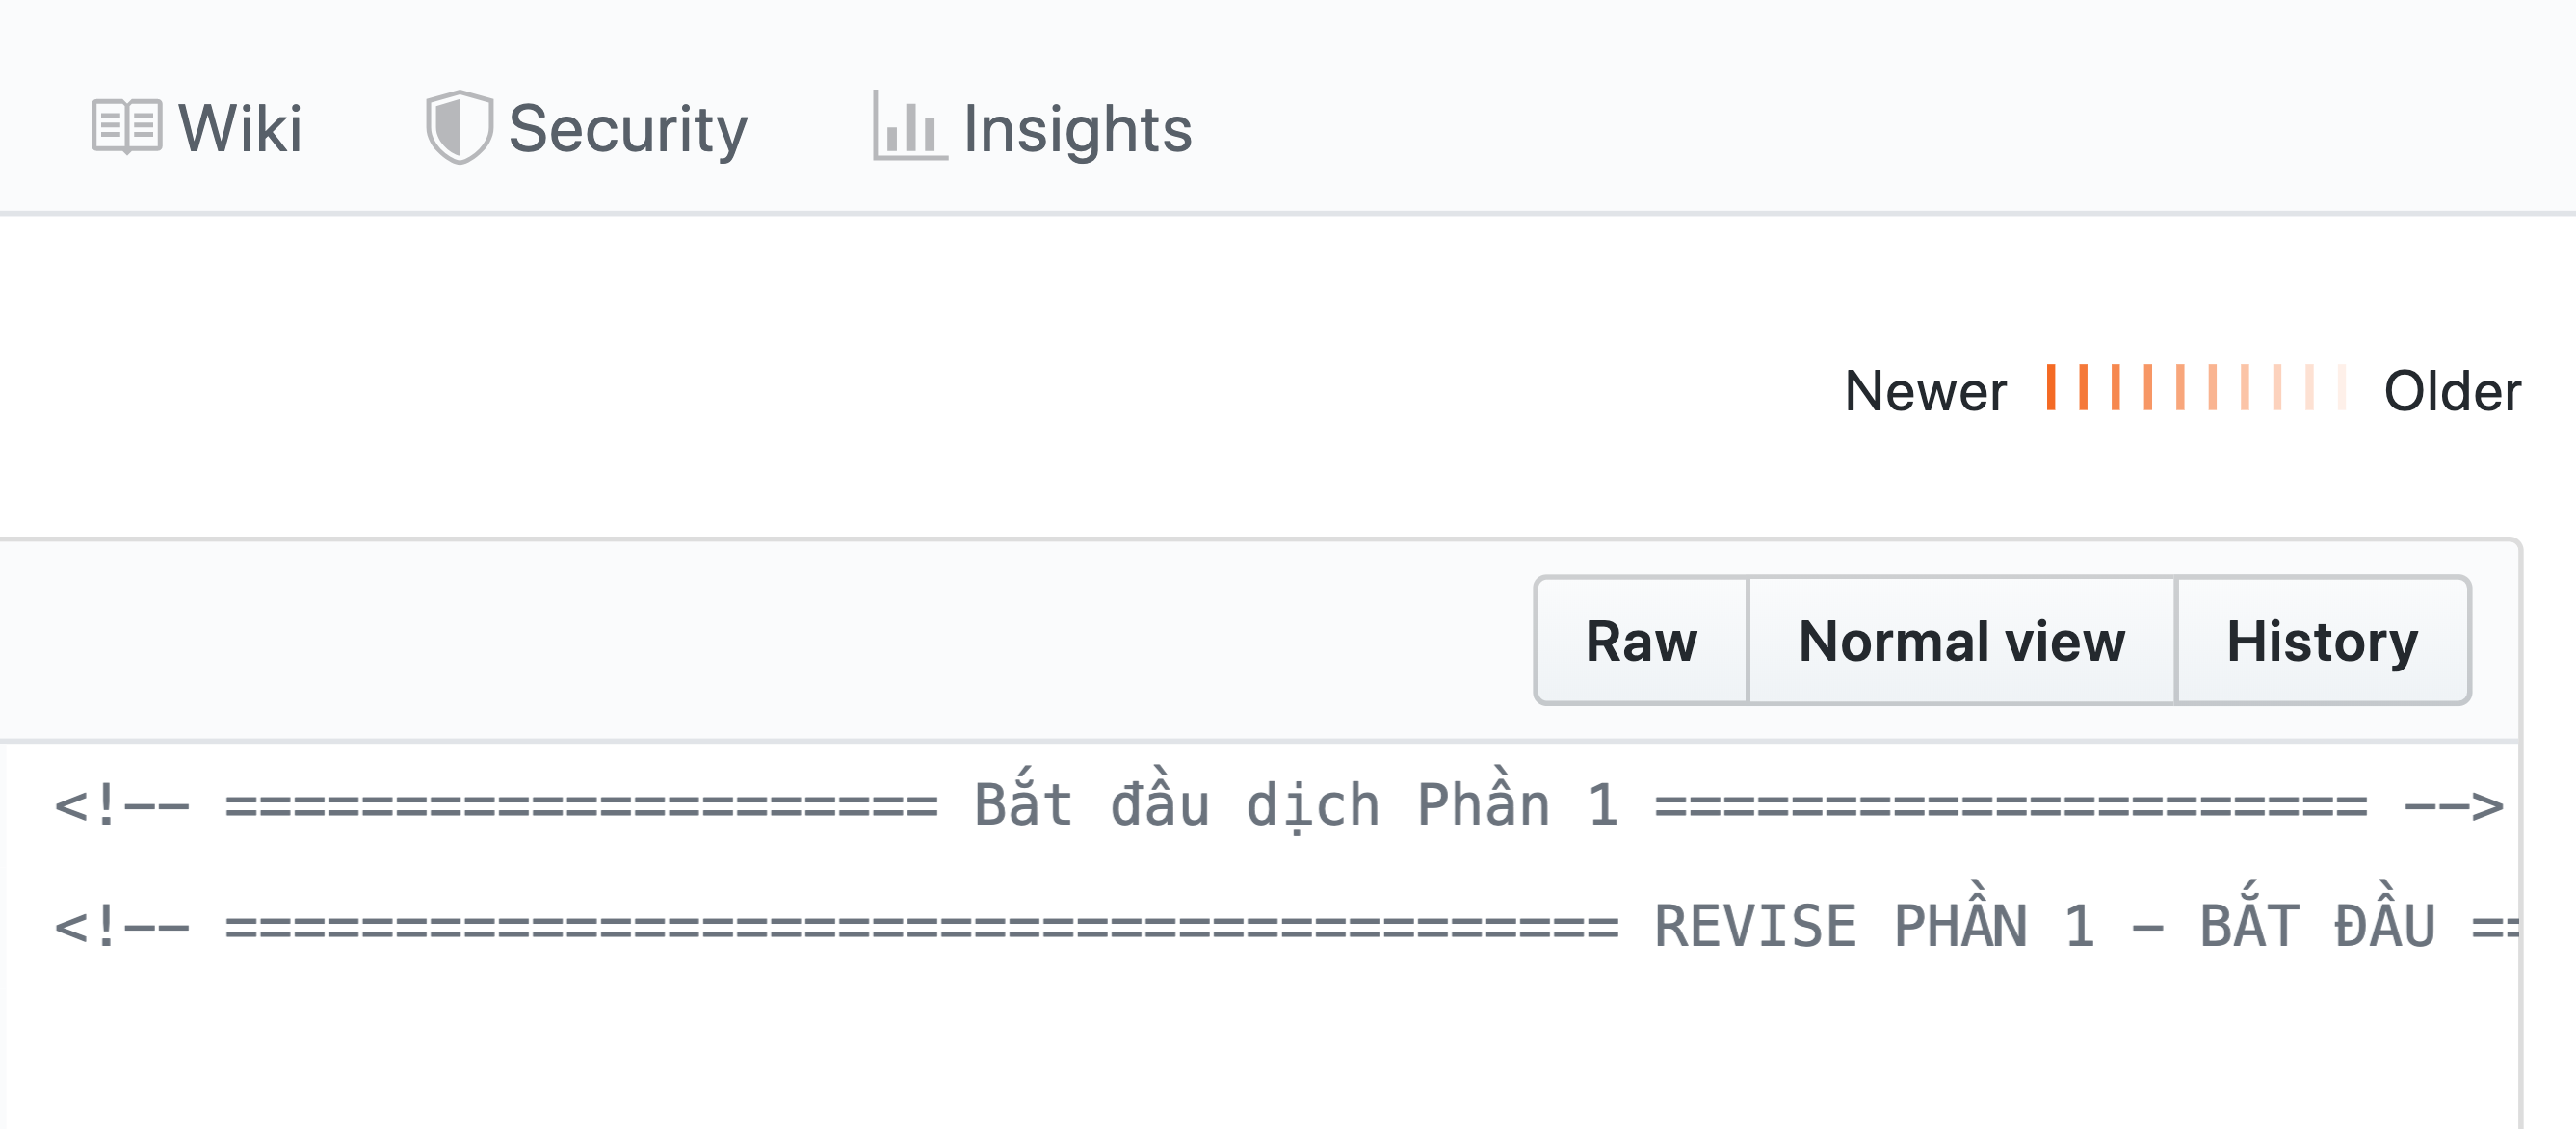 Wiki Security Insights
Newer Older
Raw Normal view History
<!-- ===================== Bắt đầu dịch Phần 1 ===================== -->
<!-- ========================================= REVISE PHẦN 1 - BẮT ĐẦU ==